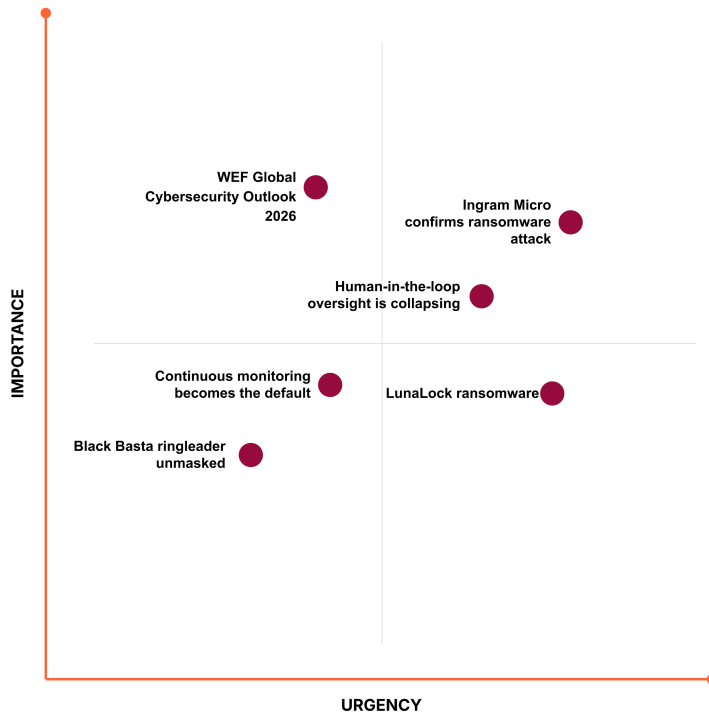 WEF Global
Cybersecurity Outlook
2026
Ingram Micro
confirms ransomware
attack
Human-in-the-loop
oversight is collapsing
IMPORTANCE
Continuous monitoring
becomes the default
LunaLock ransomware
Black Basta ringleader
unmasked
URGENCY